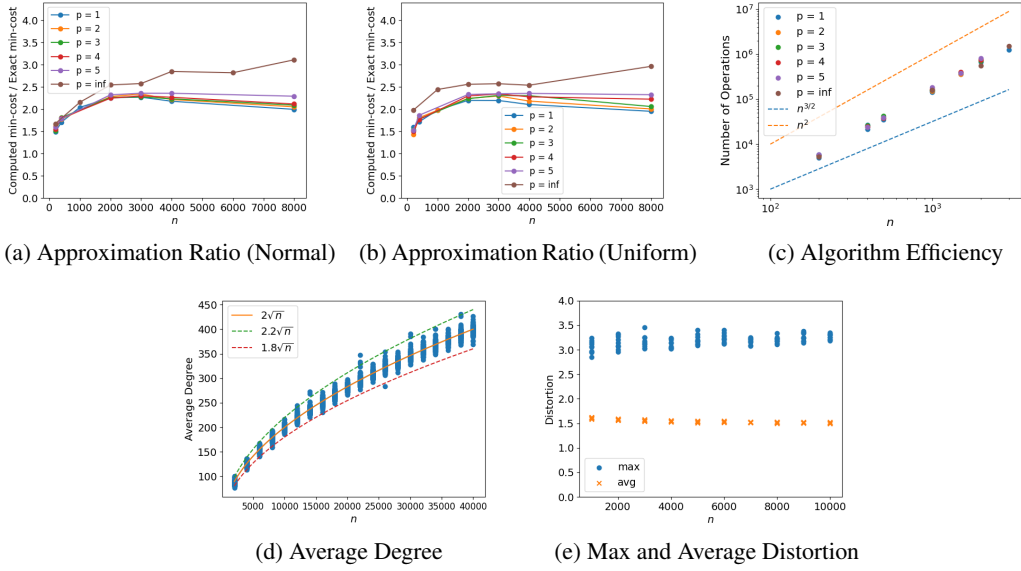 p = 1
p = 2
p = 3
p = 4
p = 5
p = inf
Computed min-cost / Exact min-cost
0.0
0.5
1.0
1.5
2.0
2.5
3.0
3.5
4.0
0 1000 2000 3000 4000 5000 6000 7000 8000
n
(a) Approximation Ratio (Normal)
p = 1
p = 2
p = 3
p = 4
p = 5
p = inf
Computed min-cost / Exact min-cost
0.0
0.5
1.0
1.5
2.0
2.5
3.0
3.5
4.0
0 1000 2000 3000 4000 5000 6000 7000 8000
n
(b) Approximation Ratio (Uniform)
p = 1
p = 2
p = 3
p = 4
p = 5
p = inf
n^{3/2}
n^2
Number of Operations
10^7
10^6
10^5
10^4
10^3
10^2 10^3
n
(c) Algorithm Efficiency
2√n
2.2√n
1.8√n
Average Degree
450
400
350
300
250
200
150
100
5000 10000 15000 20000 25000 30000 35000 40000
n
(d) Average Degree
max
avg
Distortion
4.0
3.5
3.0
2.5
2.0
1.5
1.0
0.5
0.0
2000 4000 6000 8000 10000
n
(e) Max and Average Distortion